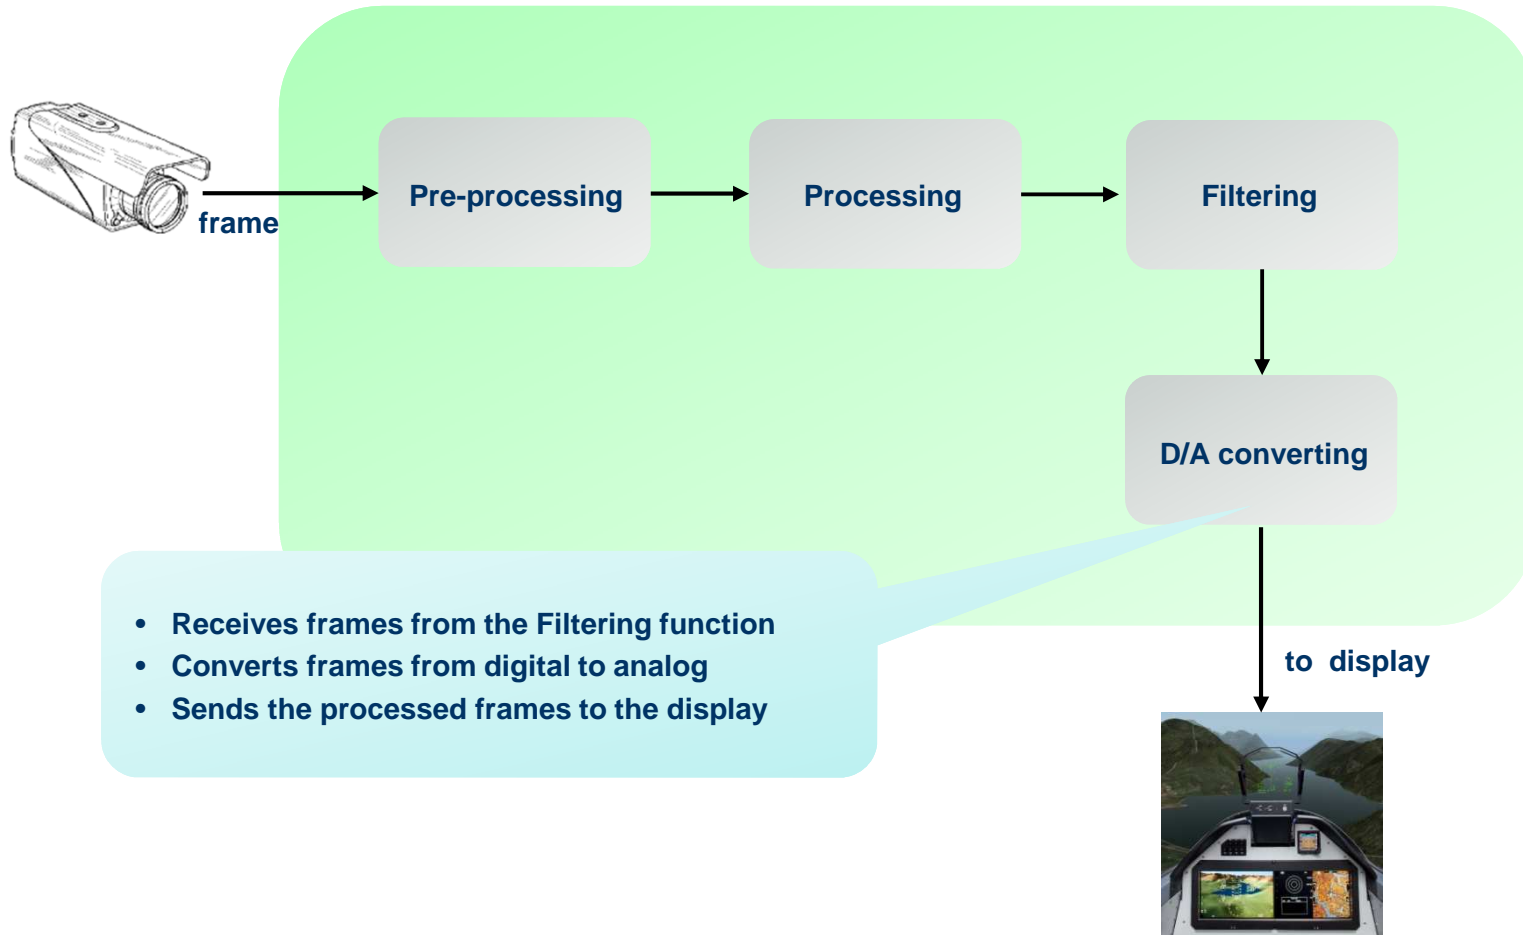 Pre-processing
Processing
Filtering
frame
D/A converting
• Receives frames from the Filtering function
• Converts frames from digital to analog
• Sends the processed frames to the display
to display